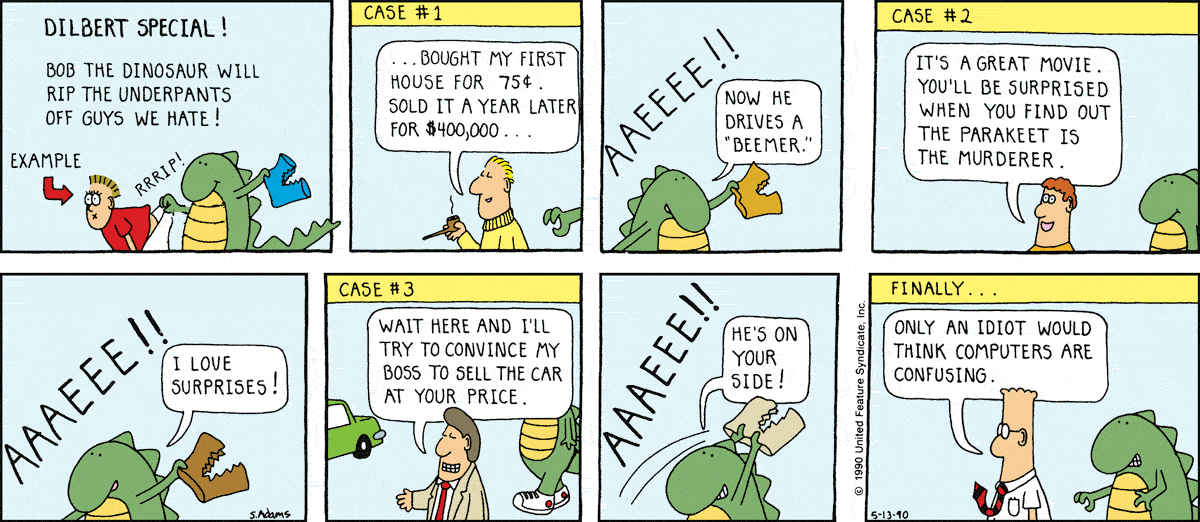 DILBERT SPECIAL!
BOB THE DINOSAUR WILL
RIP THE UNDERPANTS
OFF GUYS WE HATE!
EXAMPLE
RRRIP!
CASE #1
...BOUGHT MY FIRST
HOUSE FOR 75¢.
SOLD IT A YEAR LATER
FOR $400,000...
AAEEEE!!
NOW HE
DRIVES A
"BEEMER."
CASE #2
IT'S A GREAT MOVIE.
YOU'LL BE SURPRISED
WHEN YOU FIND OUT
THE PARAKEET IS
THE MURDERER.
AAAEEE!!
I LOVE
SURPRISES!
S.Adams
CASE #3
WAIT HERE AND I'LL
TRY TO CONVINCE MY
BOSS TO SELL THE CAR
AT YOUR PRICE.
AAAEEE!!
HE'S ON
YOUR
SIDE!
© 1990 United Feature Syndicate, Inc.
FINALLY...
ONLY AN IDIOT WOULD
THINK COMPUTERS ARE
CONFUSING.
5-13-90